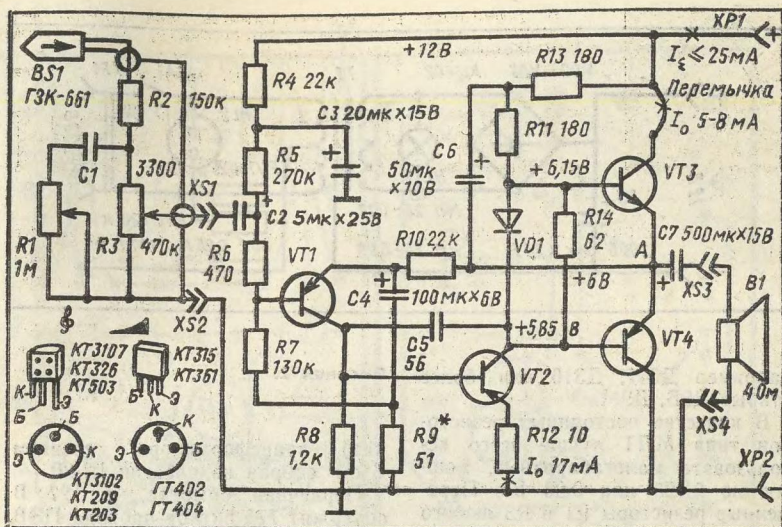 BS1
ГЗК-661
R2 150к
C1
3300
R1
1м
R3
470к
XS1
XS2
+12В
R4 22к
C3 20мк×15В
+
R5
270к
+
C2 5мк×25В
R6
470
VT1
R7
130к
R8
1,2к
R9*
51
C4
+
100мк×6В
C5
56
R10 22к
C6
50мк
×10В
+
R13 180
R11 180
+6,15В
VD1
R14
62
+6В
+5,85 В
VT2
R12 10
I₀ 17мА
XP1
+
I_Σ ≤ 25мА
Перемычка
I₀ 5-8 мА
VT3
A
C7 500мк×15В
+
XS3
B1
VT4
4Ом
XS4
XP2
КТ3107
КТ326
КТ503
К
Б
Э
КТ315
КТ361
Б
К
Э
Б
Э
К
КТ3102
КТ209
КТ203
К
Э
Б
ГТ402
ГТ404